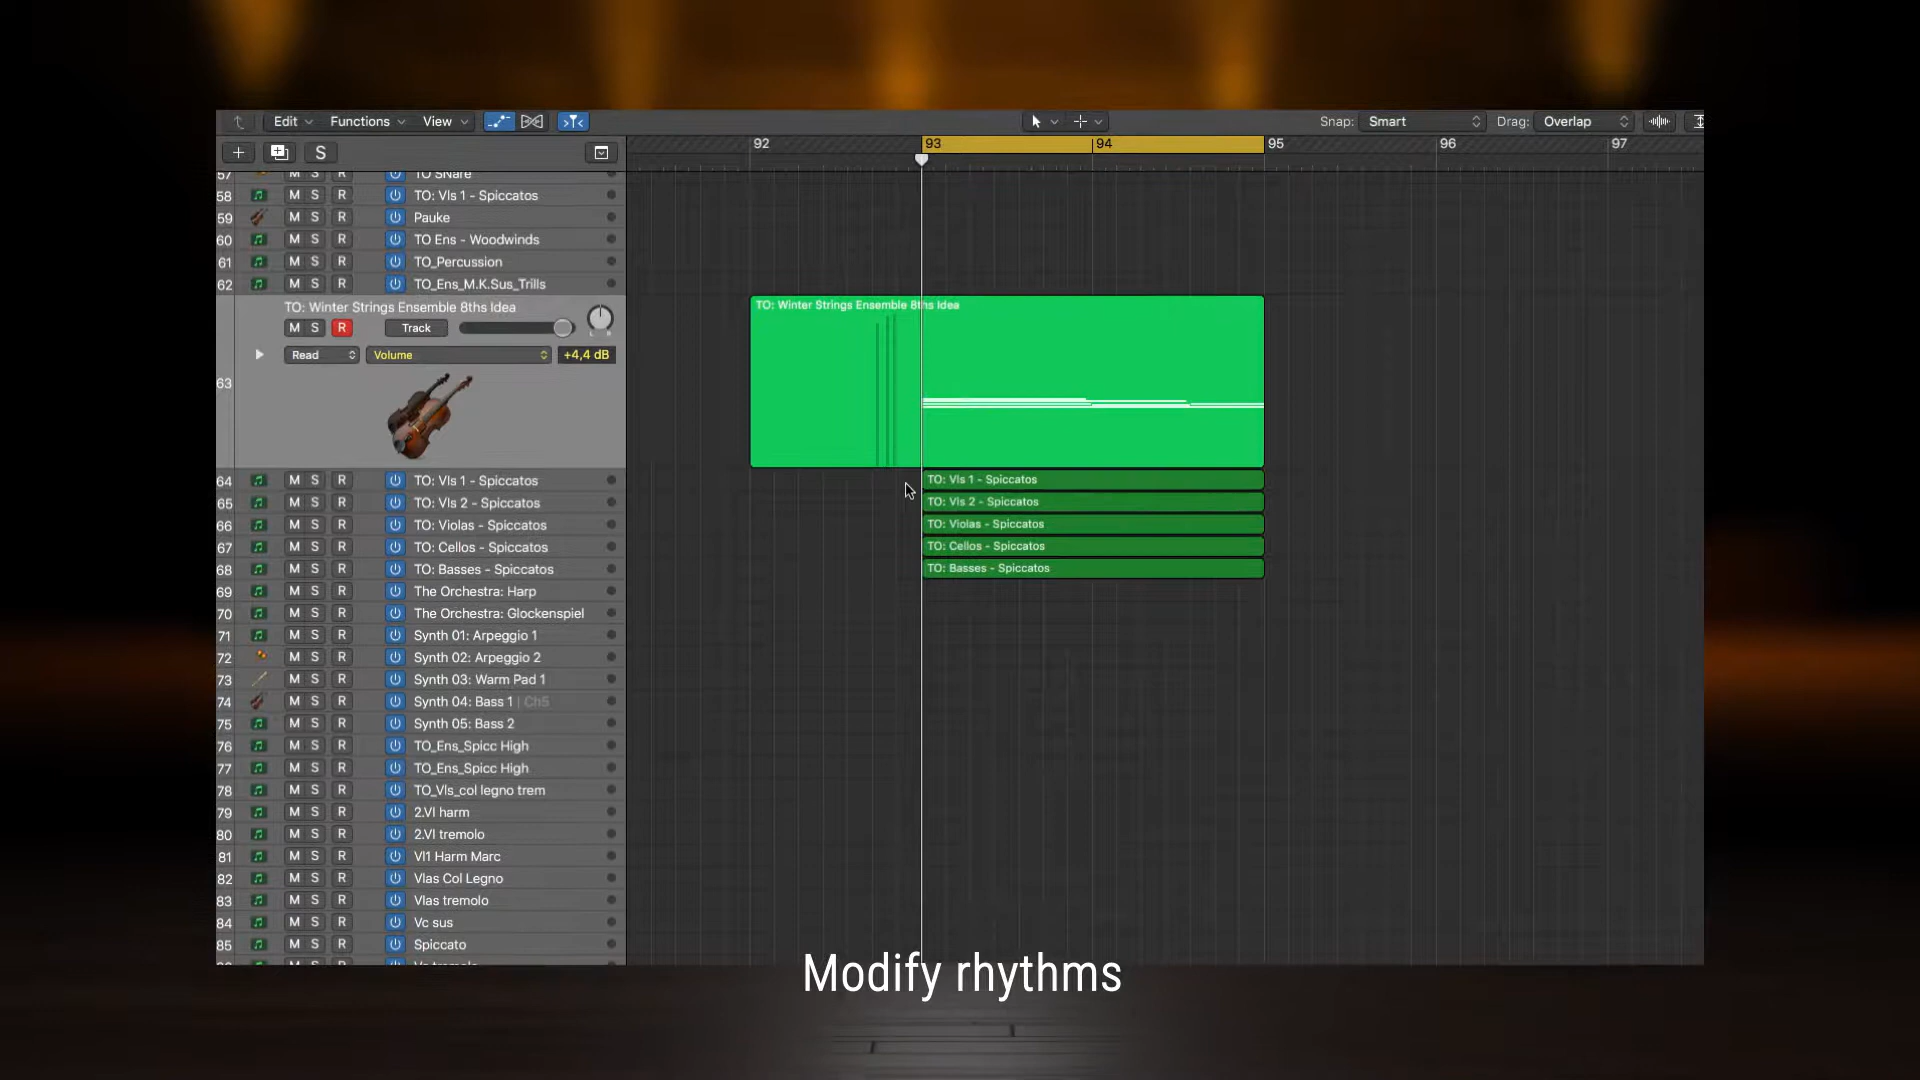 Edit Functions View Snap: Smart Drag: Overlap
+ S 92 93 94 95 96 97
57 M S R TO SNare
58 M S R TO: Vls 1 - Spiccatos
59 M S R Pauke
60 M S R TO Ens - Woodwinds
61 M S R TO_Percussion
62 M S R TO_Ens_M.K.Sus_Trills
TO: Winter Strings Ensemble 8ths Idea
M S R Track
Read Volume +4,4 dB
63
TO: Winter Strings Ensemble 8ths Idea
64 M S R TO: Vls 1 - Spiccatos TO: Vls 1 - Spiccatos
65 M S R TO: Vls 2 - Spiccatos TO: Vls 2 - Spiccatos
66 M S R TO: Violas - Spiccatos TO: Violas - Spiccatos
67 M S R TO: Cellos - Spiccatos TO: Cellos - Spiccatos
68 M S R TO: Basses - Spiccatos TO: Basses - Spiccatos
69 M S R The Orchestra: Harp
70 M S R The Orchestra: Glockenspiel
71 M S R Synth 01: Arpeggio 1
72 M S R Synth 02: Arpeggio 2
73 M S R Synth 03: Warm Pad 1
74 M S R Synth 04: Bass 1 | Ch5
75 M S R Synth 05: Bass 2
76 M S R TO_Ens_Spicc High
77 M S R TO_Ens_Spicc High
78 M S R TO_Vls_col legno trem
79 M S R 2.Vl harm
80 M S R 2.Vl tremolo
81 M S R Vl1 Harm Marc
82 M S R Vlas Col Legno
83 M S R Vlas tremolo
84 M S R Vc sus
85 M S R Spiccato
Modify rhythms